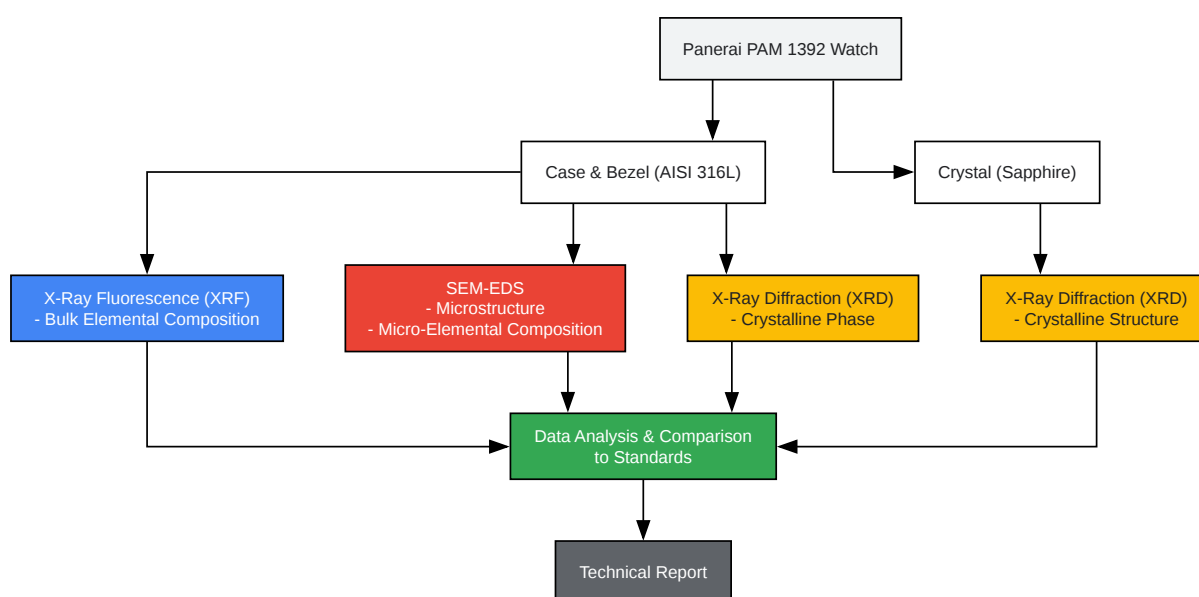 Panerai PAM 1392 Watch
Case & Bezel (AISI 316L)
Crystal (Sapphire)
X-Ray Fluorescence (XRF)
- Bulk Elemental Composition
SEM-EDS
- Microstructure
- Micro-Elemental Composition
X-Ray Diffraction (XRD)
- Crystalline Phase
X-Ray Diffraction (XRD)
- Crystalline Structure
Data Analysis & Comparison
to Standards
Technical Report